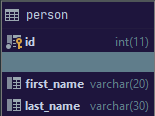 person
id int(11)
first_name varchar(20)
last_name varchar(30)